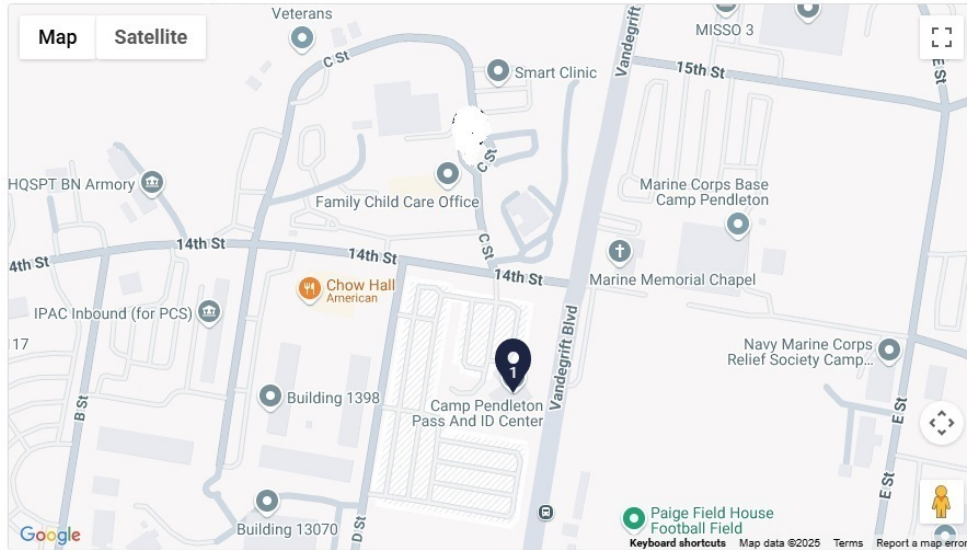 Map
Satellite
Veterans
C St
Vandegrift
MISSO 3
Smart Clinic
15th St
E St
C St
HQSPT BN Armory
Family Child Care Office
Marine Corps Base
Camp Pendleton
C St
4th St
14th St
14th St
14th St
Marine Memorial Chapel
Chow Hall
American
IPAC Inbound (for PCS)
17
Vandegrift Blvd
Navy Marine Corps
Relief Society Camp...
1
Building 1398
Camp Pendleton
Pass And ID Center
B St
E St
E St
Building 13070
D St
Paige Field House
Football Field
Google
Keyboard shortcuts
Map data ©2025
Terms
Report a map error